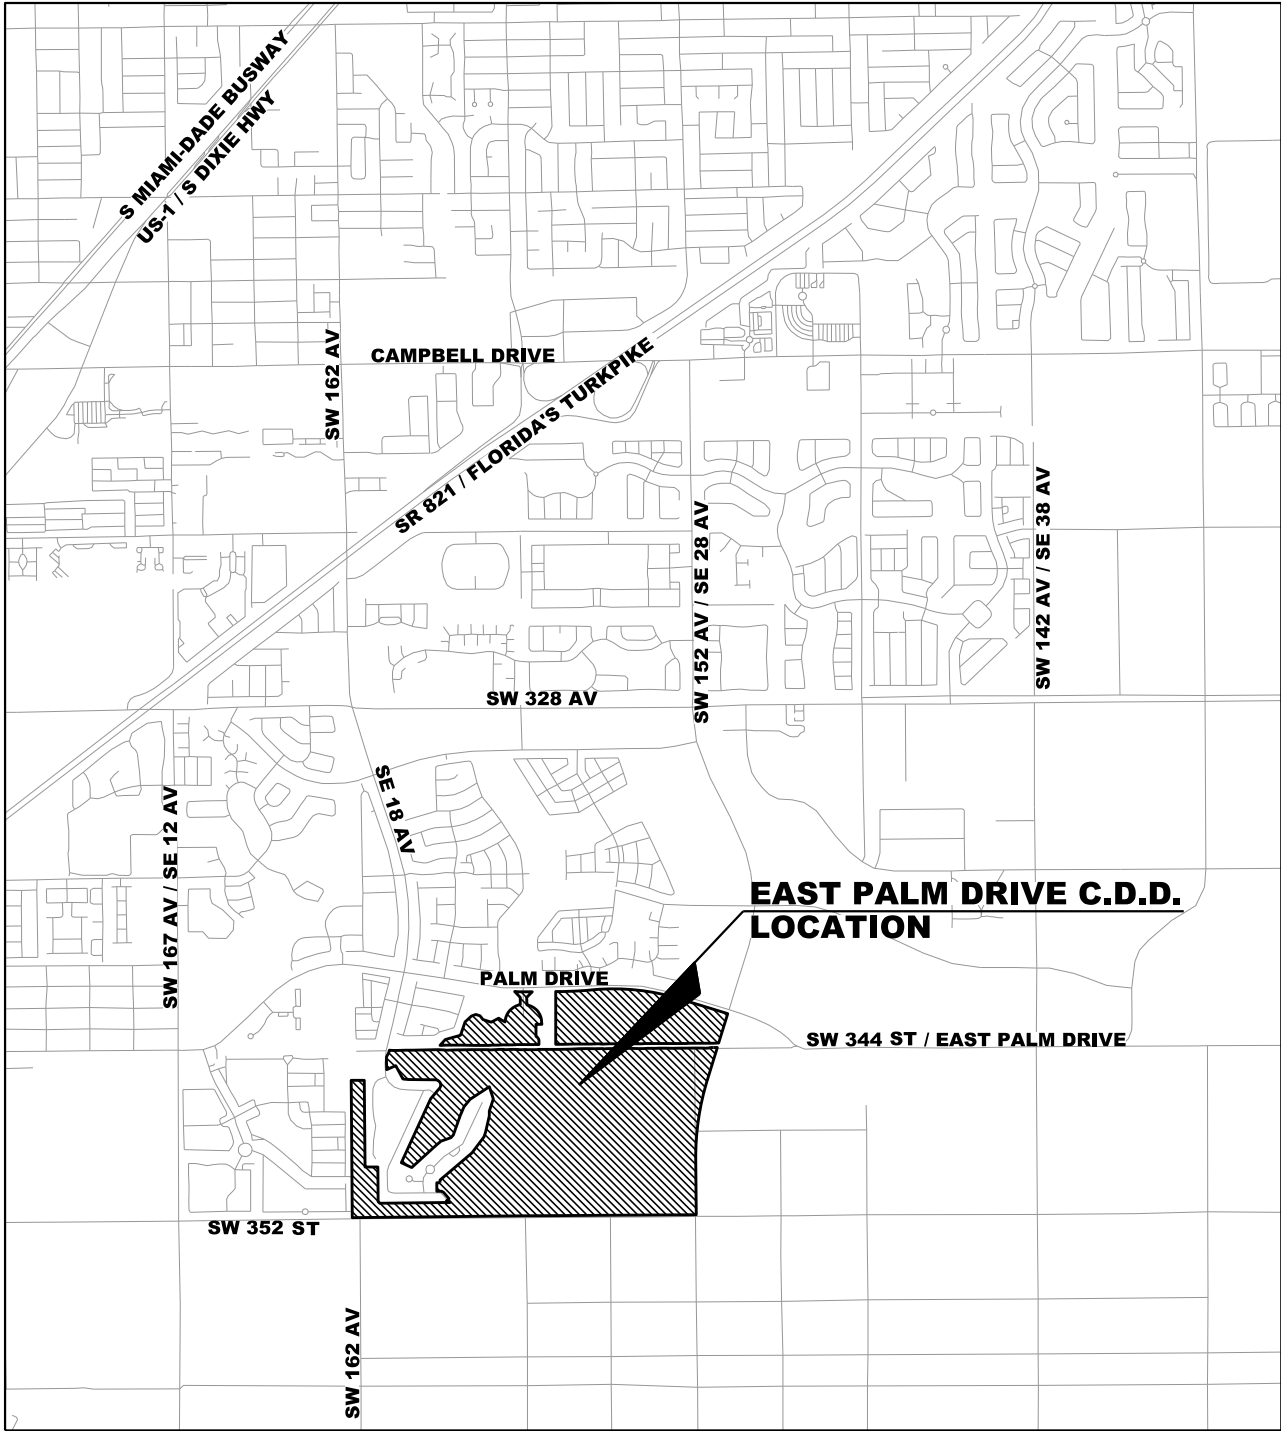 S MIAMI-DADE BUSWAY
US-1 / S DIXIE HWY
SW 162 AV
CAMPBELL DRIVE
SR 821 / FLORIDA'S TURKPIKE
SW 152 AV / SE 28 AV
SW 142 AV / SE 38 AV
SW 328 AV
SE 18 AV
SW 167 AV / SE 12 AV
EAST PALM DRIVE C.D.D.
LOCATION
PALM DRIVE
SW 344 ST / EAST PALM DRIVE
SW 352 ST
SW 162 AV